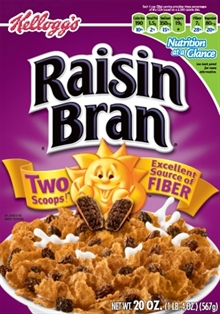 Kellogg's
Nutrition
at a Glance
Raisin
Bran
Two
Scoops!
Excellent
Source of
FIBER
NET WT. 20 OZ. (1 LB. 4 OZ.) (567g)